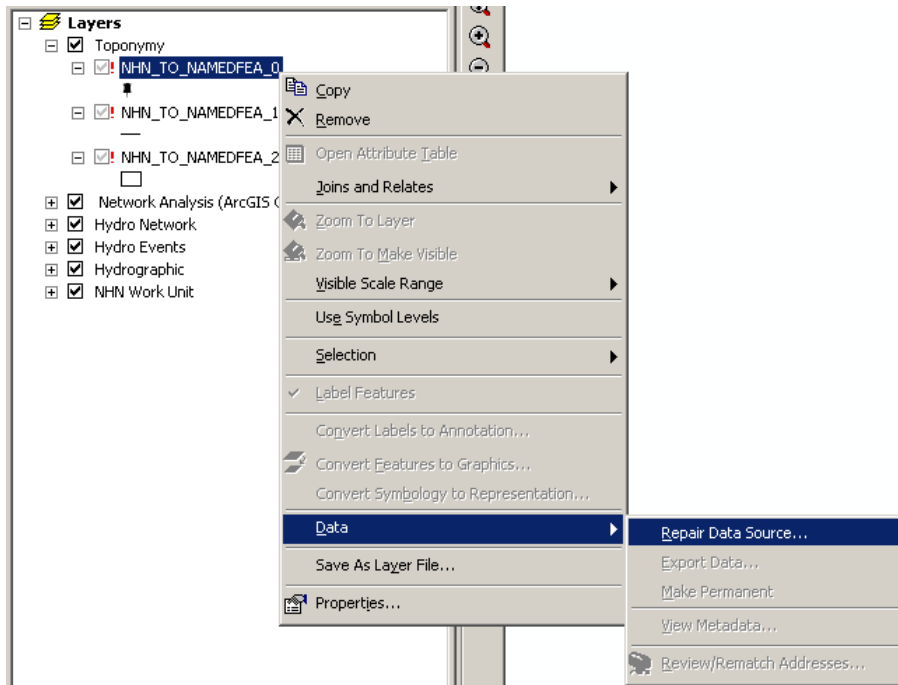 Layers
Toponymy
NHN_TO_NAMEDFEA_0
NHN_TO_NAMEDFEA_1
NHN_TO_NAMEDFEA_2
Network Analysis (ArcGIS
Hydro Network
Hydro Events
Hydrographic
NHN Work Unit
Copy
Remove
Open Attribute Table
Joins and Relates
Zoom To Layer
Zoom To Make Visible
Visible Scale Range
Use Symbol Levels
Selection
Label Features
Convert Labels to Annotation...
Convert Features to Graphics...
Convert Symbology to Representation...
Data
Save As Layer File...
Properties...
Repair Data Source...
Export Data...
Make Permanent
View Metadata...
Review/Rematch Addresses...